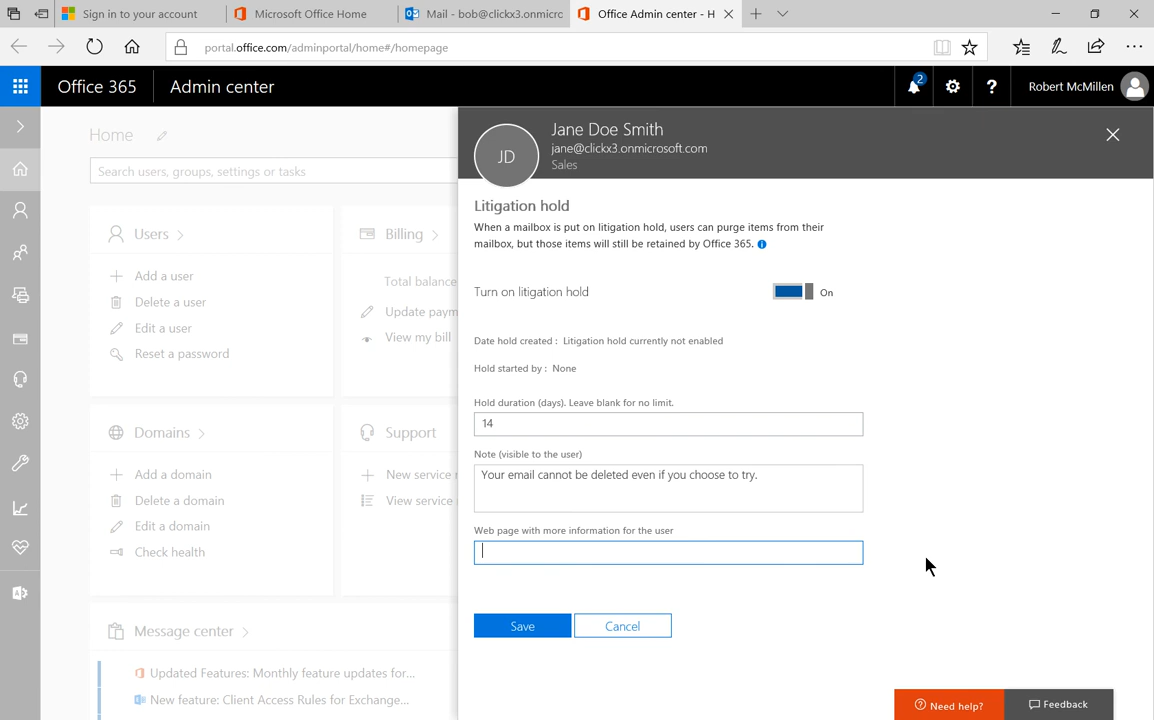 Sign in to your account
Microsoft Office Home
Mail - bob@clickx3.onmicrc
Office Admin center - H
portal.office.com/adminportal/home#/homepage
Office 365
Admin center
2
?
Robert McMillen
Home
Search users, groups, settings or tasks
Users
Add a user
Delete a user
Edit a user
Reset a password
Billing
Total balance
Update paym
View my bill
Domains
Add a domain
Delete a domain
Edit a domain
Check health
Support
New service r
View service
Message center
Updated Features: Monthly feature updates for...
New feature: Client Access Rules for Exchange...
JD
Jane Doe Smith
jane@clickx3.onmicrosoft.com
Sales
Litigation hold
When a mailbox is put on litigation hold, users can purge items from their
mailbox, but those items will still be retained by Office 365.
Turn on litigation hold
On
Date hold created : Litigation hold currently not enabled
Hold started by : None
Hold duration (days). Leave blank for no limit.
14
Note (visible to the user)
Your email cannot be deleted even if you choose to try.
Web page with more information for the user
Save
Cancel
Need help?
Feedback